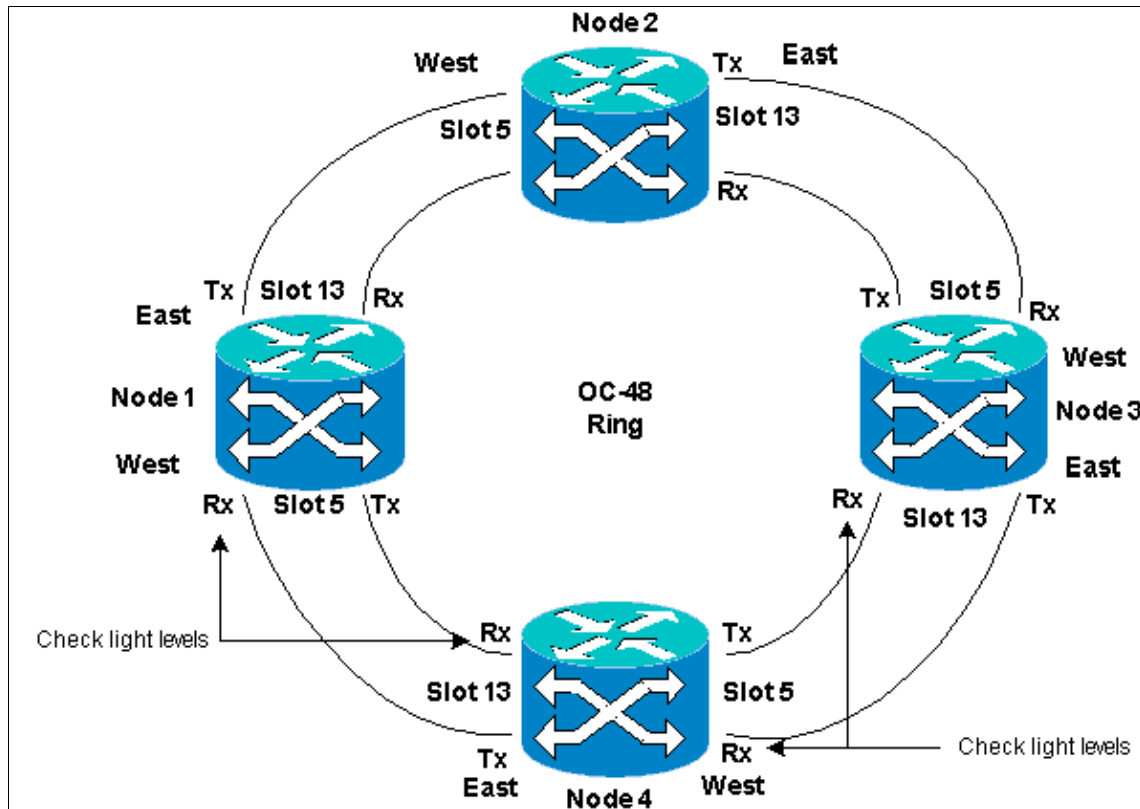 Node 2
West
Tx
East
Slot 5
Slot 13
Rx
Tx
Slot 13
Rx
East
Tx
Slot 5
Rx
West
Node 1
OC-48
Ring
Node 3
West
East
Rx
Slot 5
Tx
Rx
Slot 13
Tx
Check light levels
Rx
Tx
Slot 13
Slot 5
Tx
East
Rx
West
Check light levels
Node 4